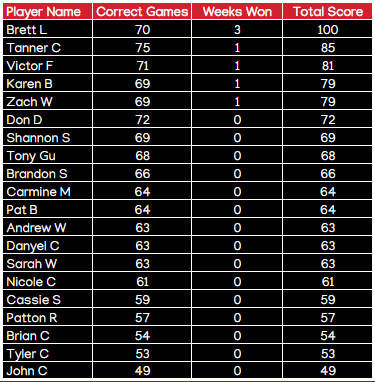 Player Name Correct Games Weeks Won Total Score
Brett L 70 3 100
Tanner C 75 1 85
Victor F 71 1 81
Karen B 69 1 79
Zach W 69 1 79
Don D 72 0 72
Shannon S 69 0 69
Tony Gu 68 0 68
Brandon S 66 0 66
Carmine M 64 0 64
Pat B 64 0 64
Andrew W 63 0 63
Danyel C 63 0 63
Sarah W 63 0 63
Nicole C 61 0 61
Cassie S 59 0 59
Patton R 57 0 57
Brian C 54 0 54
Tyler C 53 0 53
John C 49 0 49